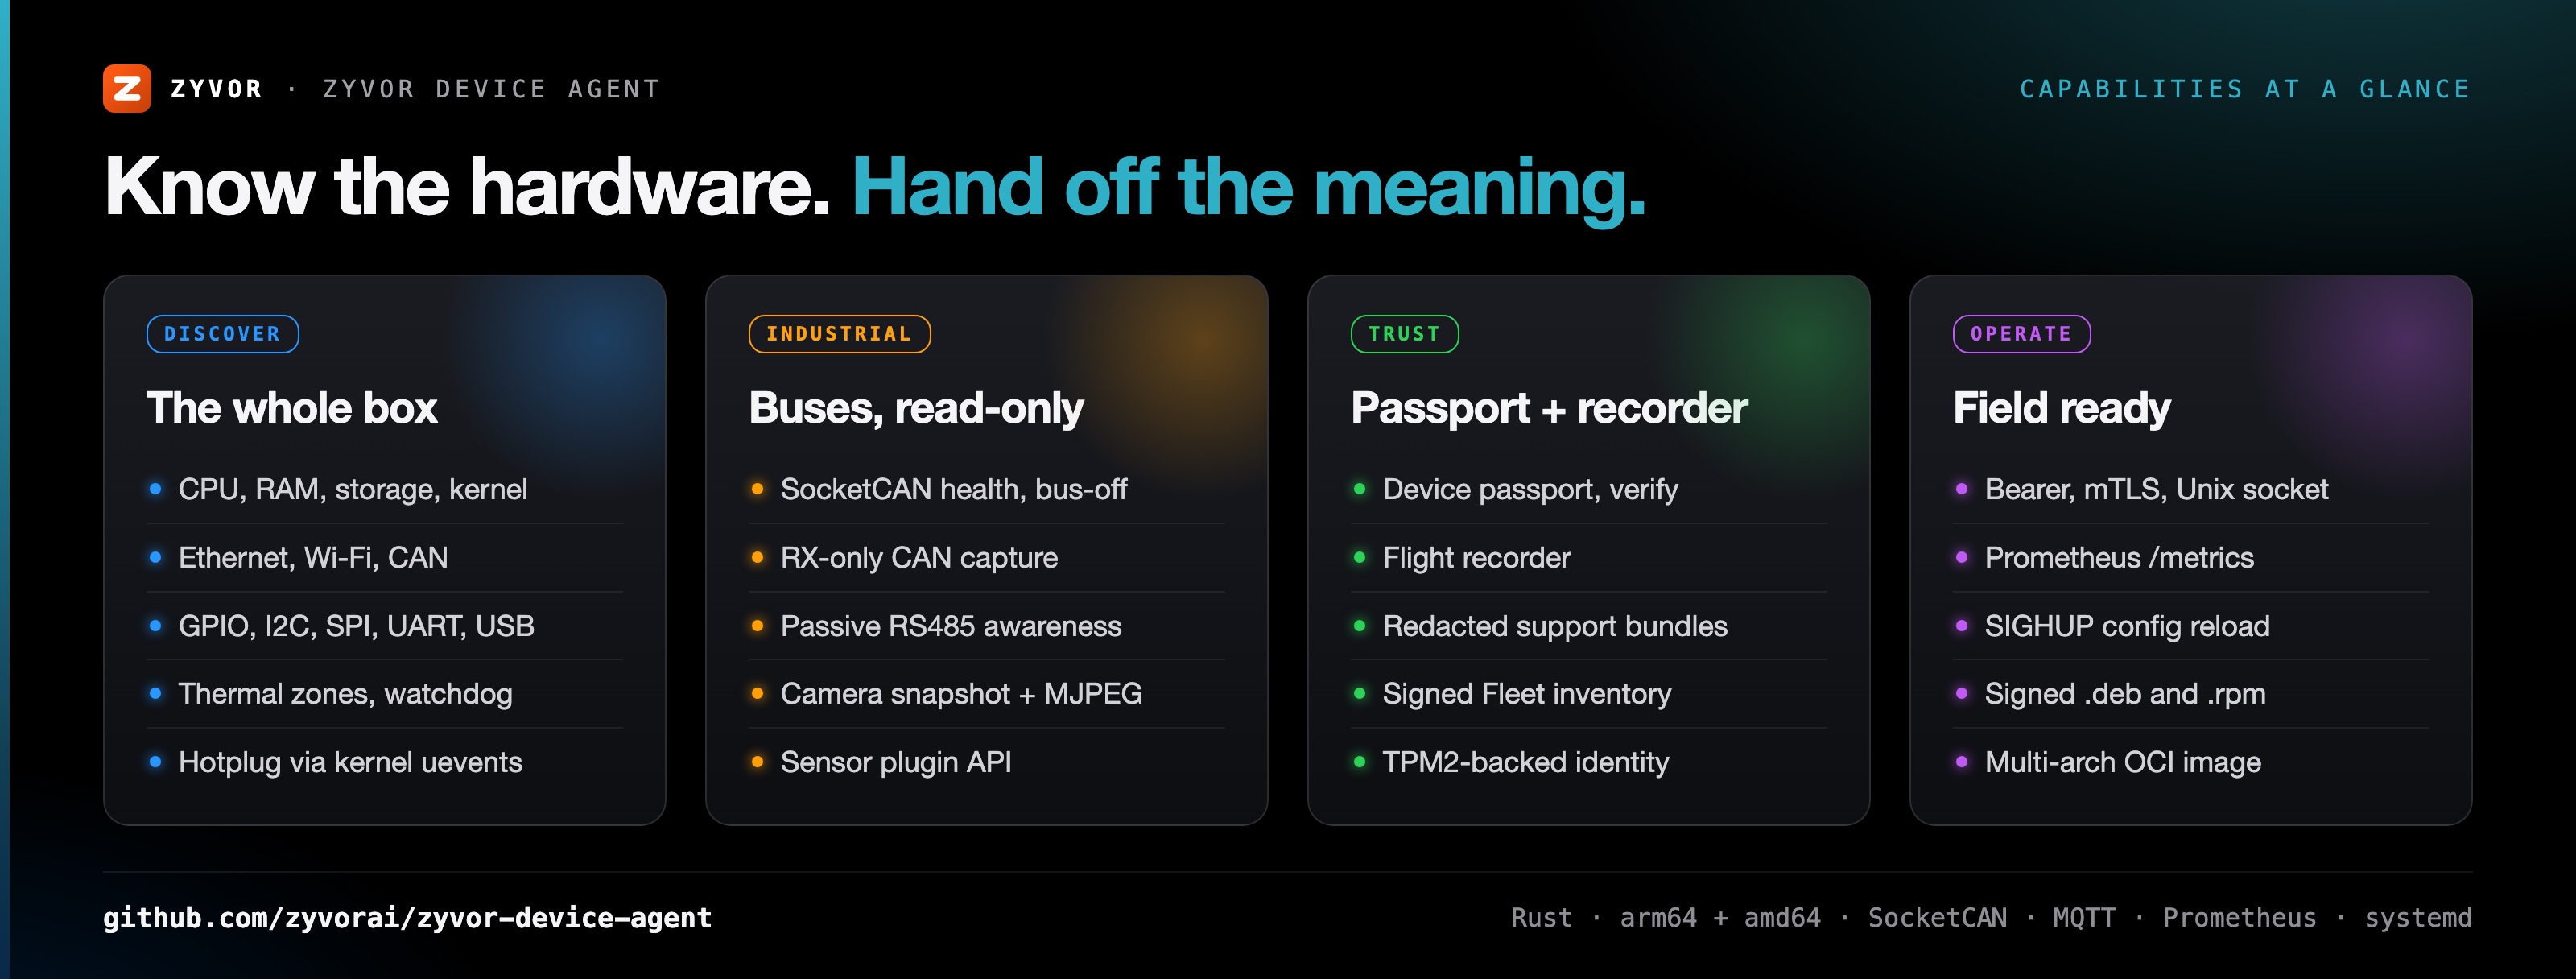 Z ZYVOR · ZYVOR DEVICE AGENT
CAPABILITIES AT A GLANCE
Know the hardware. Hand off the meaning.
DISCOVER
The whole box
CPU, RAM, storage, kernel
Ethernet, Wi-Fi, CAN
GPIO, I2C, SPI, UART, USB
Thermal zones, watchdog
Hotplug via kernel uevents
INDUSTRIAL
Buses, read-only
SocketCAN health, bus-off
RX-only CAN capture
Passive RS485 awareness
Camera snapshot + MJPEG
Sensor plugin API
TRUST
Passport + recorder
Device passport, verify
Flight recorder
Redacted support bundles
Signed Fleet inventory
TPM2-backed identity
OPERATE
Field ready
Bearer, mTLS, Unix socket
Prometheus /metrics
SIGHUP config reload
Signed .deb and .rpm
Multi-arch OCI image
github.com/zyvorai/zyvor-device-agent
Rust · arm64 + amd64 · SocketCAN · MQTT · Prometheus · systemd